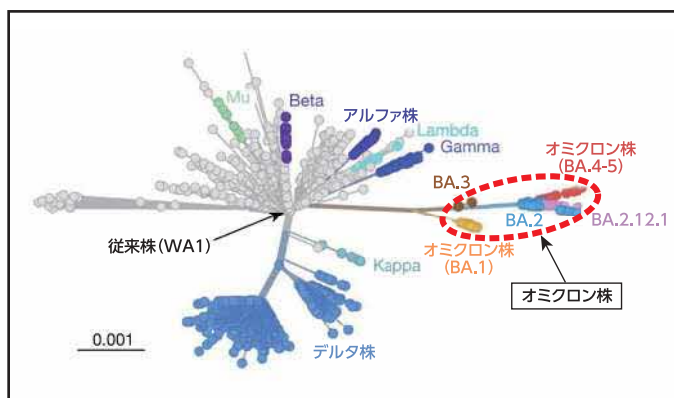 Mu
Beta
アルファ株
Lambda
Gamma
オミクロン株
(BA.4-5)
BA.3
BA.2
BA.2.12.1
従来株(WA1)
オミクロン株
(BA.1)
Kappa
オミクロン株
0.001
デルタ株